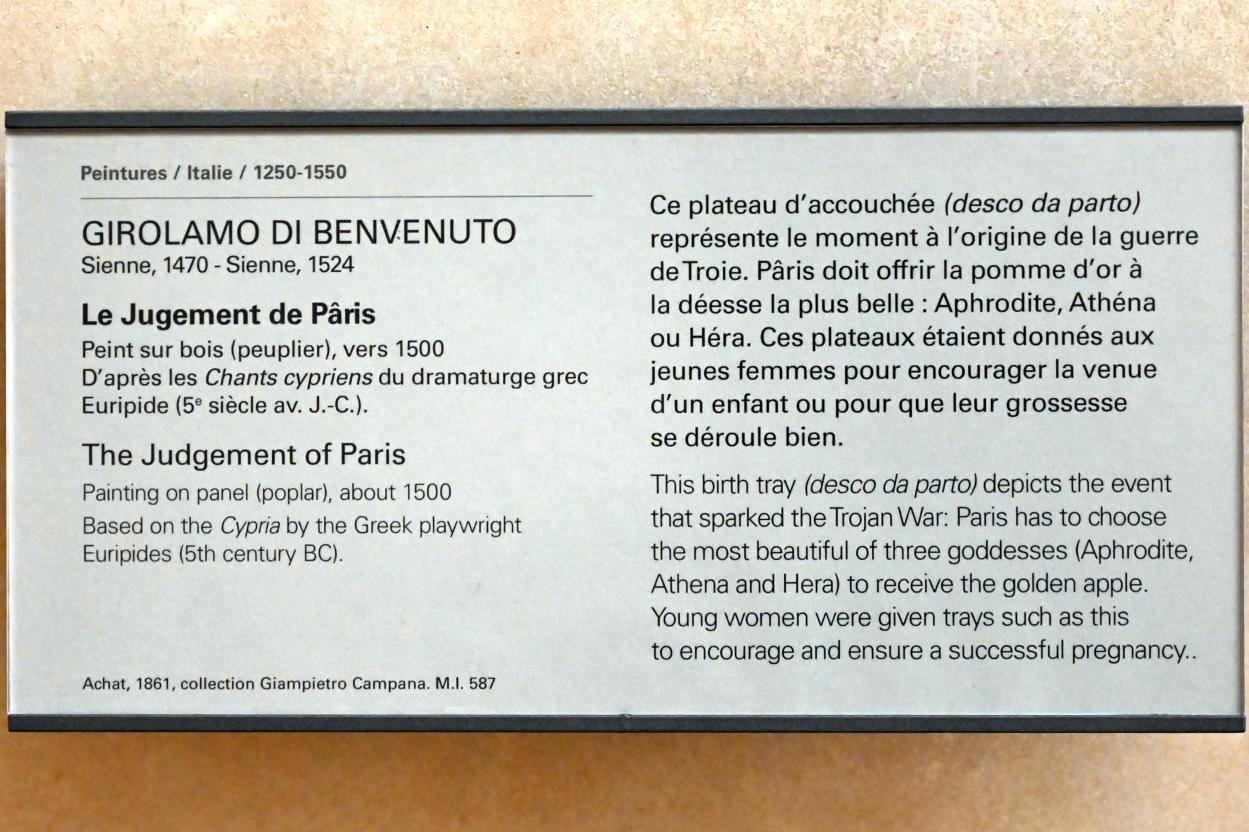 Peintures / Italie / 1250-1550
GIROLAMO DI BENVENUTO
Sienne, 1470 - Sienne, 1524
Le Jugement de Pâris
Peint sur bois (peuplier), vers 1500
D'après les Chants cypriens du dramaturge grec
Euripide (5e siècle av. J.-C.).
The Judgement of Paris
Painting on panel (poplar), about 1500
Based on the Cypria by the Greek playwright
Euripides (5th century BC).
Achat, 1861, collection Giampietro Campana. M.I. 587
Ce plateau d'accouchée (desco da parto)
représente le moment à l'origine de la guerre
de Troie. Pâris doit offrir la pomme d'or à
la déesse la plus belle : Aphrodite, Athéna
ou Héra. Ces plateaux étaient donnés aux
jeunes femmes pour encourager la venue
d'un enfant ou pour que leur grossesse
se déroule bien.
This birth tray (desco da parto) depicts the event
that sparked the Trojan War: Paris has to choose
the most beautiful of three goddesses (Aphrodite,
Athena and Hera) to receive the golden apple.
Young women were given trays such as this
to encourage and ensure a successful pregnancy..